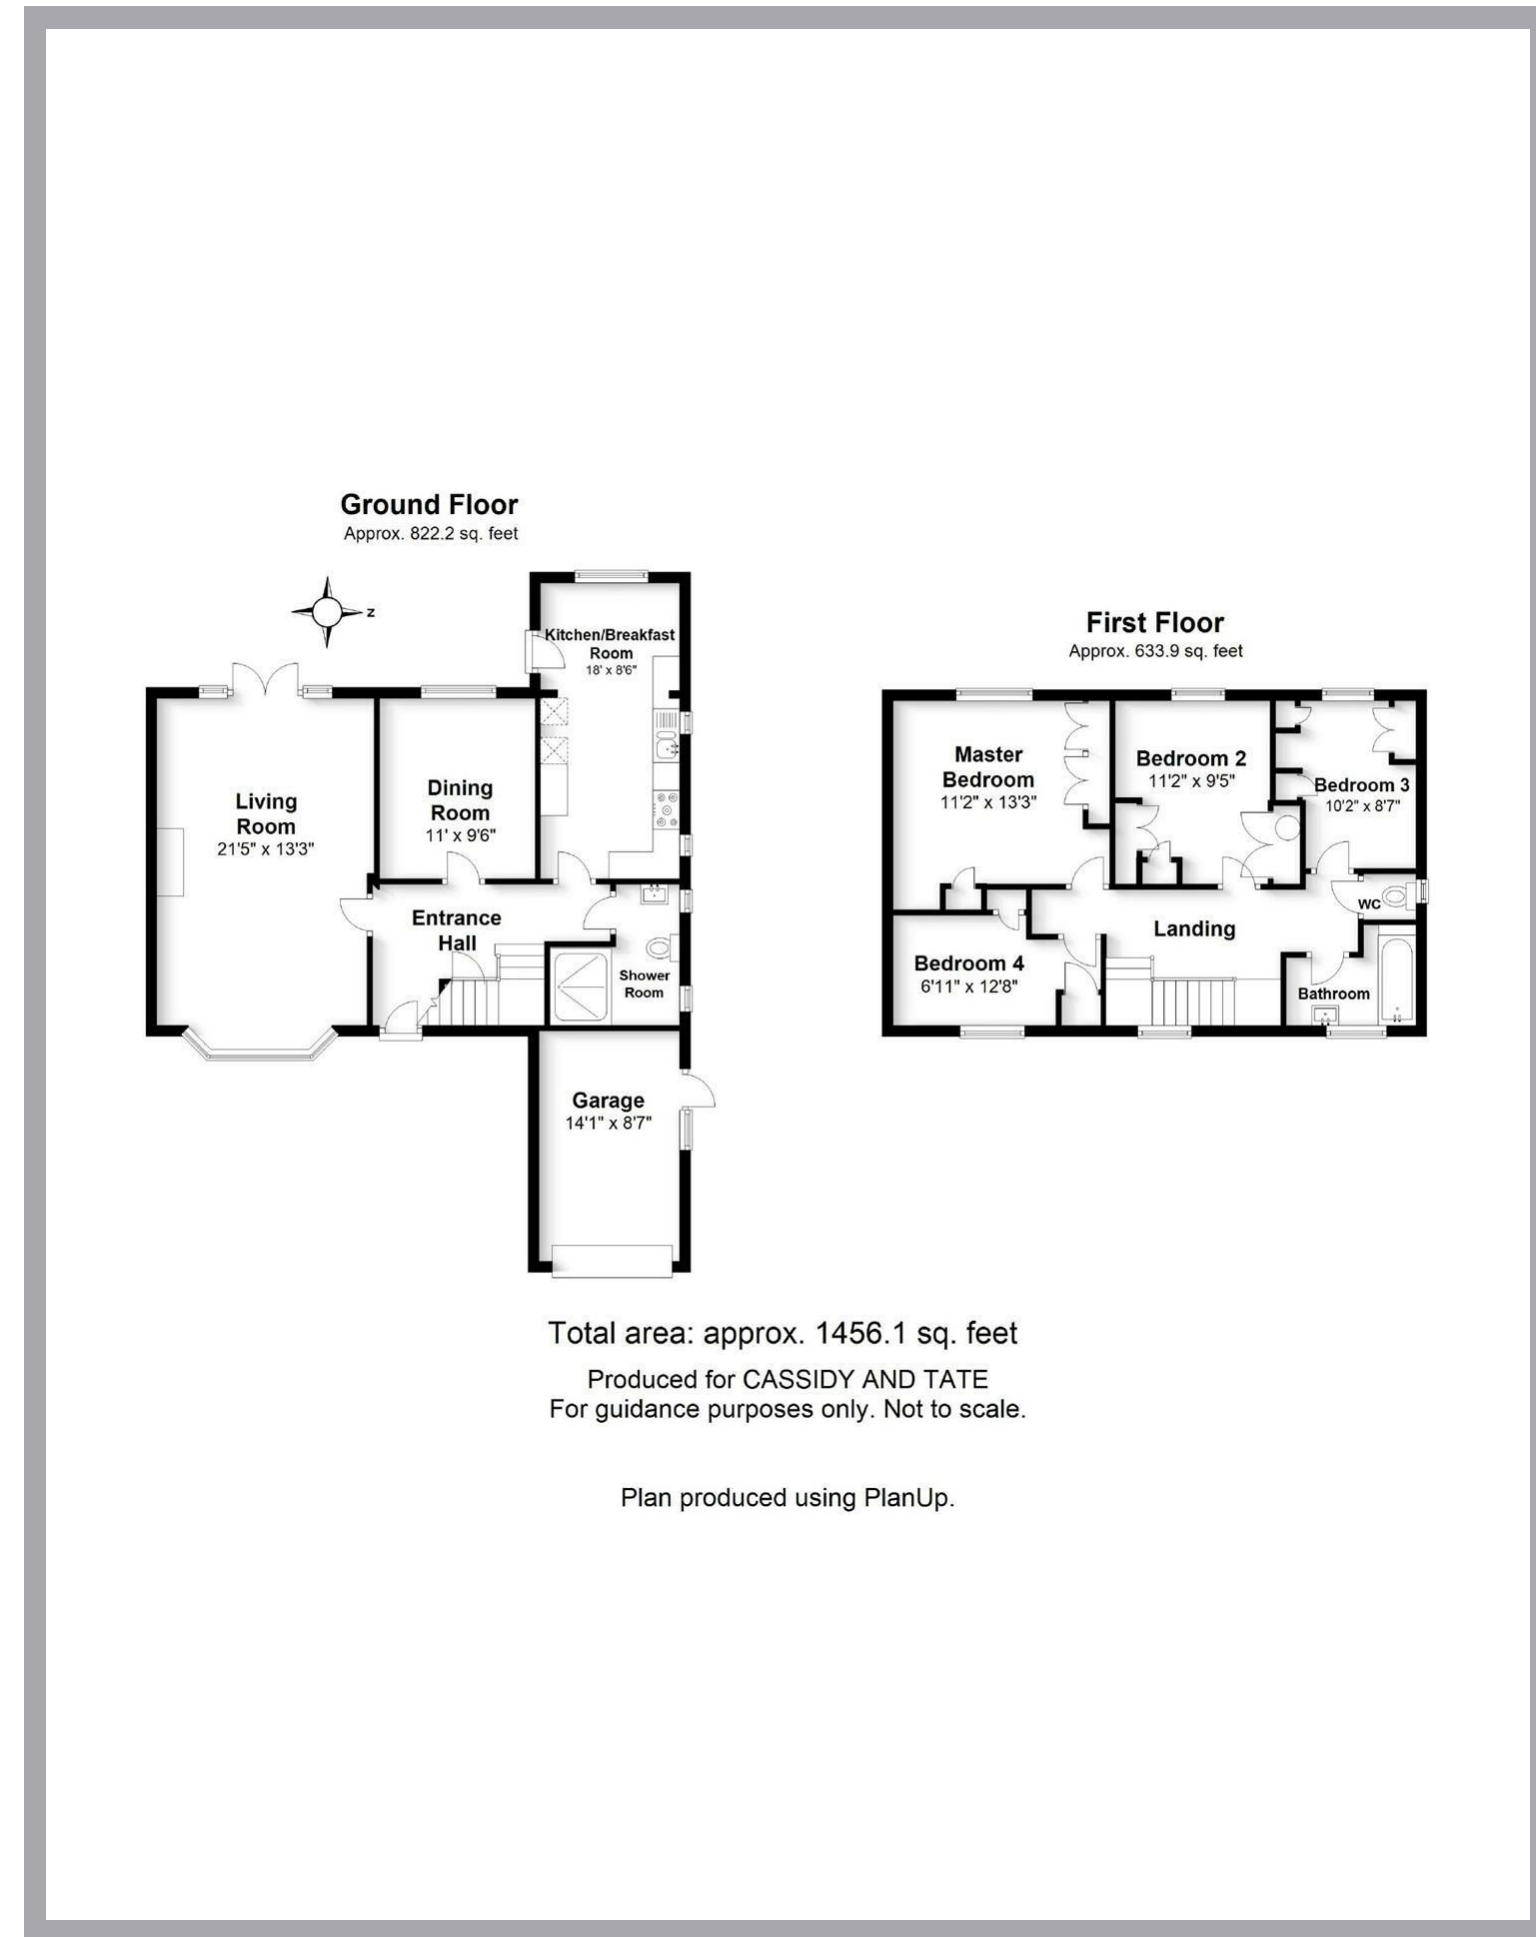 Ground Floor
Approx. 822.2 sq. feet
Z
Kitchen/Breakfast
Room
18' x 8'6"
Living
Room
21'5" x 13'3"
Dining
Room
11' x 9'6"
Entrance
Hall
Shower
Room
Garage
14'1" x 8'7"
First Floor
Approx. 633.9 sq. feet
Master
Bedroom
11'2" x 13'3"
Bedroom 2
11'2" x 9'5"
Bedroom 3
10'2" x 8'7"
WC
Landing
Bedroom 4
6'11" x 12'8"
Bathroom
Total area: approx. 1456.1 sq. feet
Produced for CASSIDY AND TATE
For guidance purposes only. Not to scale.
Plan produced using PlanUp.